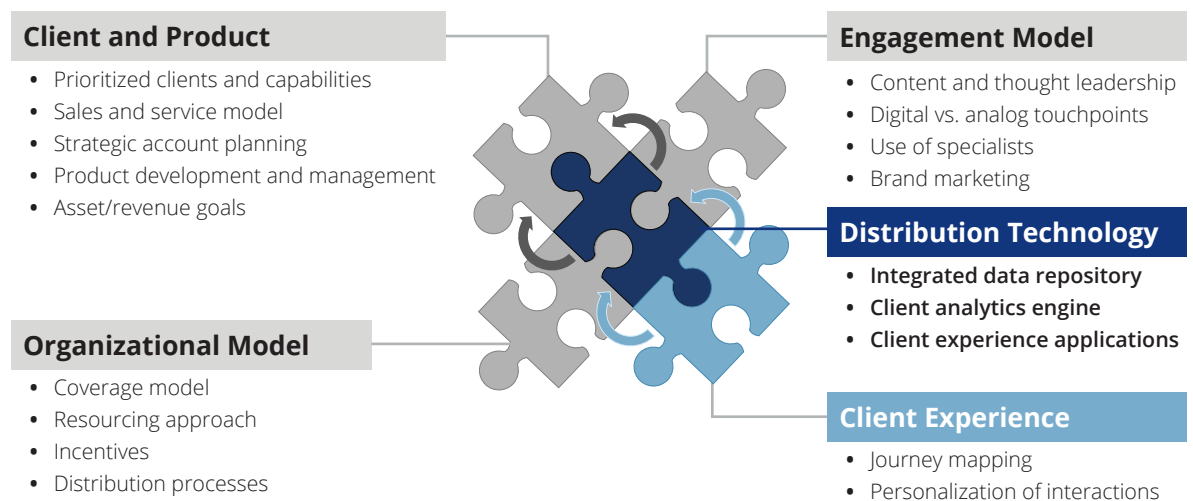 Client and Product
• Prioritized clients and capabilities
• Sales and service model
• Strategic account planning
• Product development and management
• Asset/revenue goals
Organizational Model
• Coverage model
• Resourcing approach
• Incentives
• Distribution processes
Engagement Model
• Content and thought leadership
• Digital vs. analog touchpoints
• Use of specialists
• Brand marketing
Distribution Technology
• Integrated data repository
• Client analytics engine
• Client experience applications
Client Experience
• Journey mapping
• Personalization of interactions